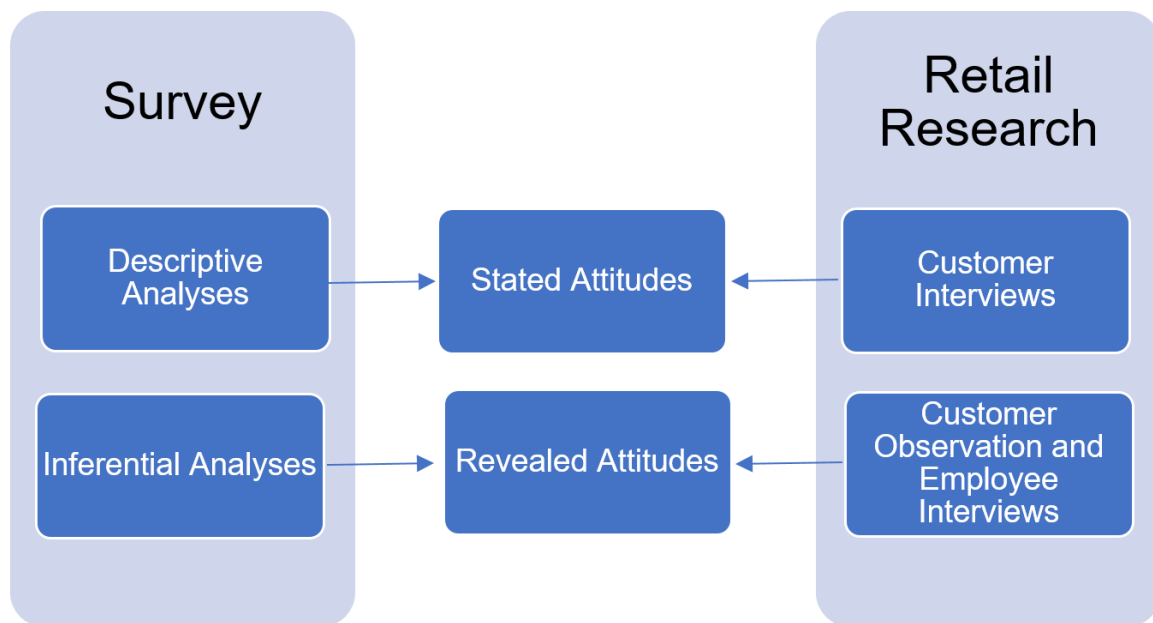 Survey
Descriptive
Analyses
Inferential Analyses
Stated Attitudes
Revealed Attitudes
Retail
Research
Customer
Interviews
Customer
Observation and
Employee
Interviews